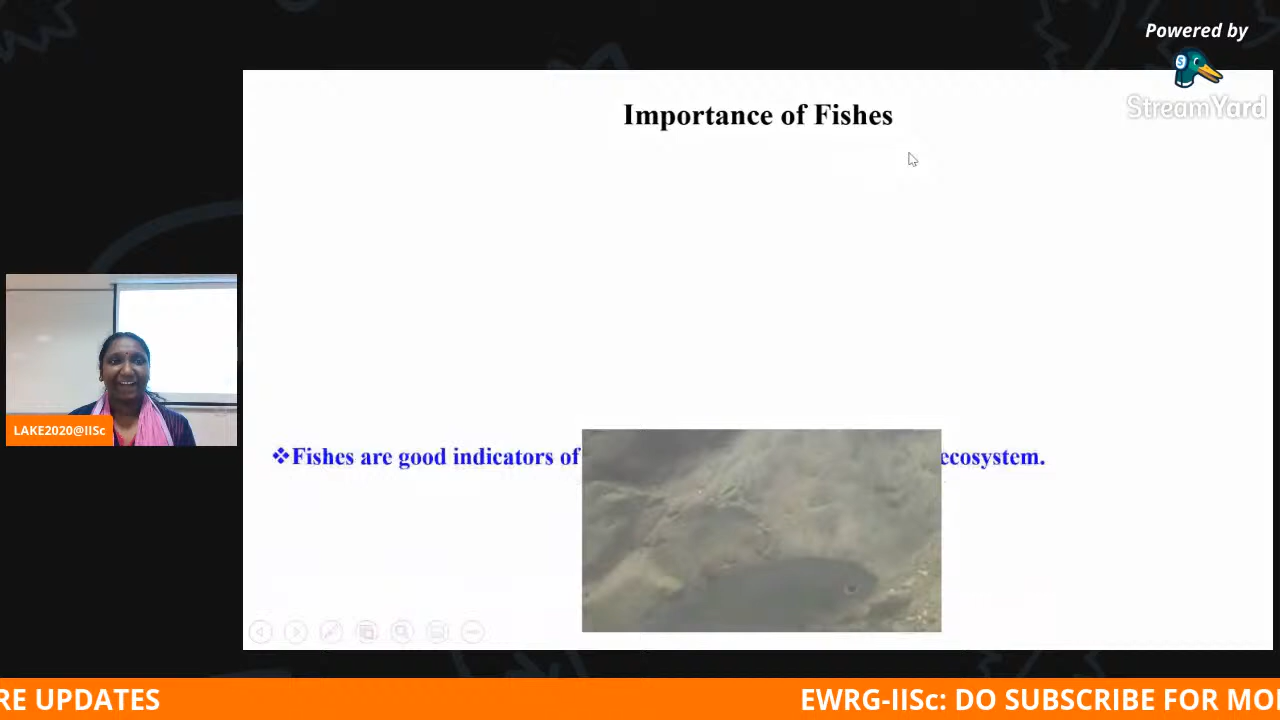 Powered by
StreamYard
Importance of Fishes
❖Fishes are good indicators of ecosystem.
LAKE2020@IISc
RE UPDATES EWRG-IISc: DO SUBSCRIBE FOR MO